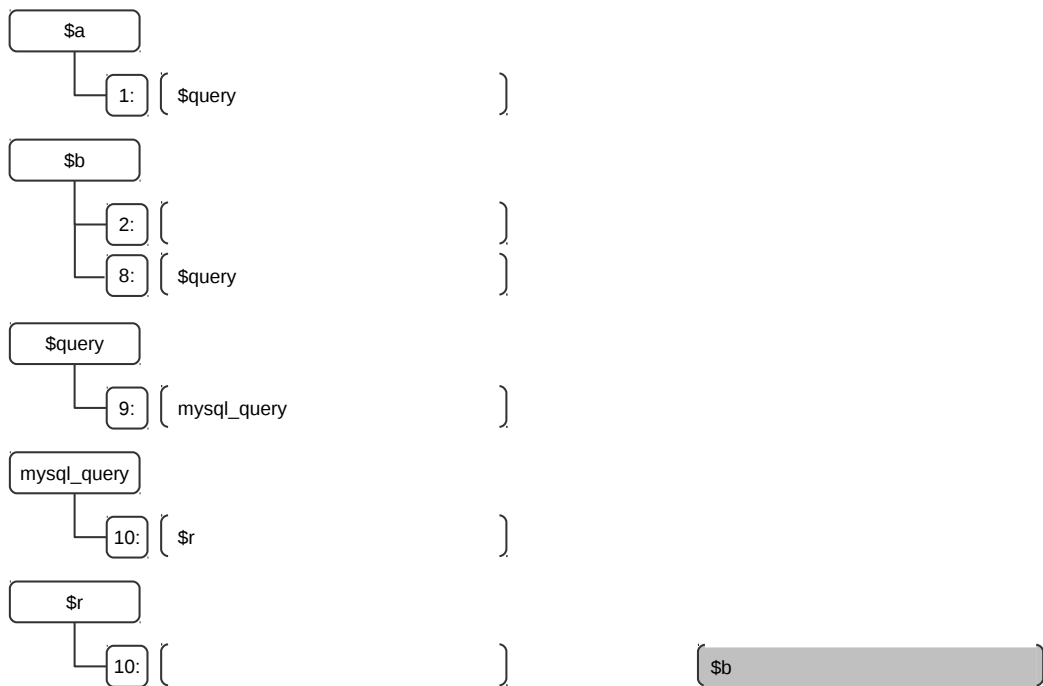 $a
1: $query
$b
2:
8: $query
$query
9: mysql_query
mysql_query
10: $r
$r
10: $b